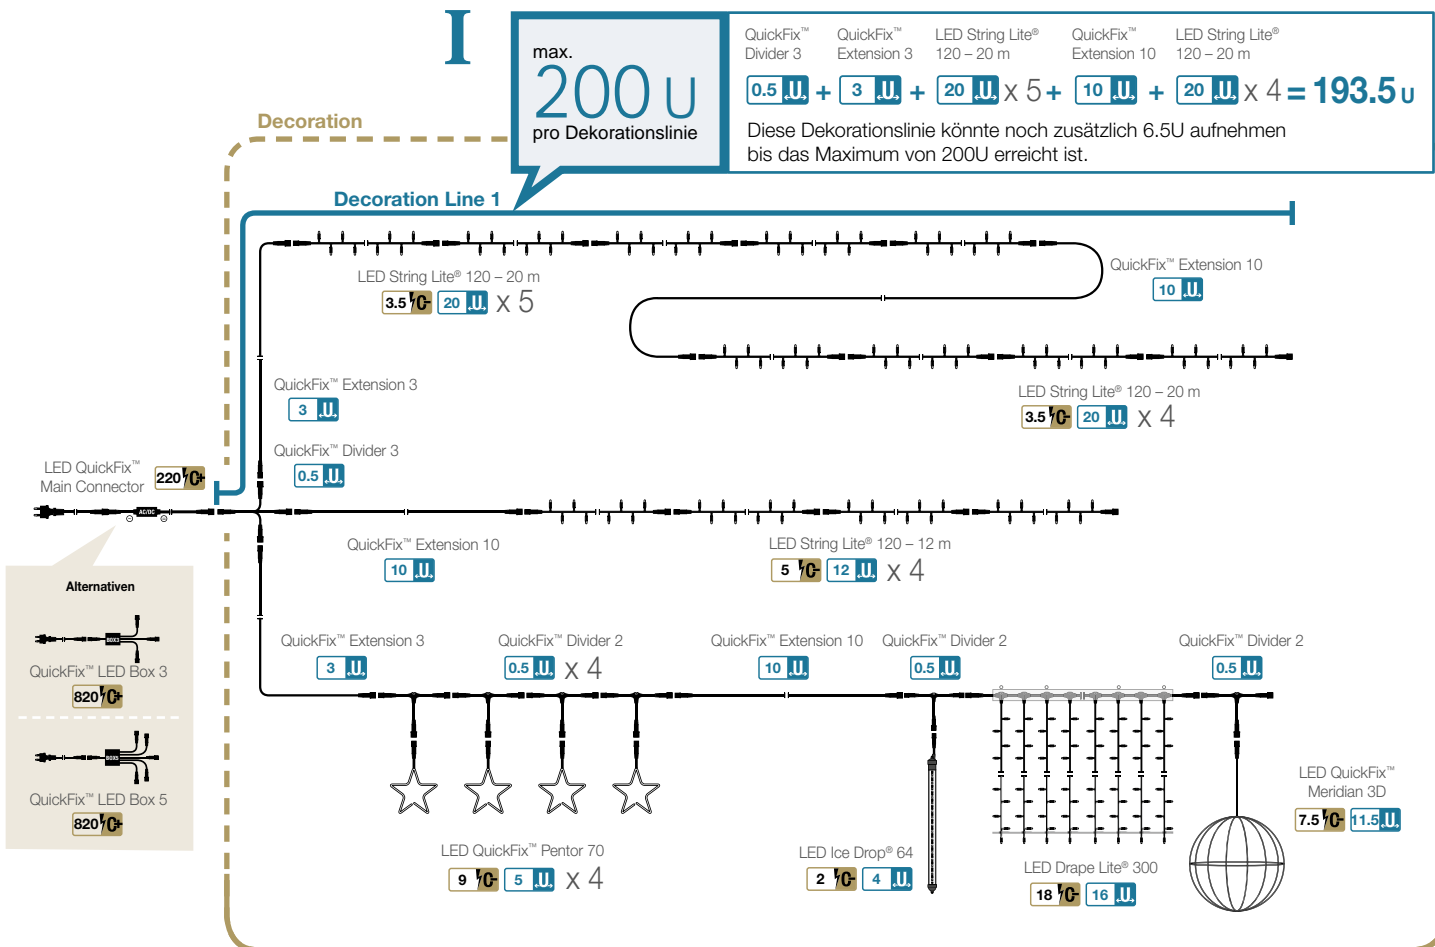 I
max.
200 U
pro Dekorationslinie
QuickFix™ Divider 3
QuickFix™ Extension 3
LED String Lite® 120 – 20 m
QuickFix™ Extension 10
LED String Lite® 120 – 20 m
0.5 U + 3 U + 20 U x 5 + 10 U + 20 U x 4 = 193.5 U
Diese Dekorationslinie könnte noch zusätzlich 6.5U aufnehmen
bis das Maximum von 200U erreicht ist.
Decoration
Decoration Line 1
LED String Lite® 120 – 20 m
3.5 C- 20 U x 5
QuickFix™ Extension 10
10 U
LED String Lite® 120 – 20 m
3.5 C- 20 U x 4
QuickFix™ Extension 3
3 U
QuickFix™ Divider 3
0.5 U
LED QuickFix™
Main Connector
220 C+
AC/DC
QuickFix™ Extension 10
10 U
LED String Lite® 120 – 12 m
5 C- 12 U x 4
Alternativen
BOX3
QuickFix™ LED Box 3
820 C+
BOX5
QuickFix™ LED Box 5
820 C+
QuickFix™ Extension 3
3 U
QuickFix™ Divider 2
0.5 U x 4
QuickFix™ Extension 10
10 U
QuickFix™ Divider 2
0.5 U
QuickFix™ Divider 2
0.5 U
LED QuickFix™ Pentor 70
9 C- 5 U x 4
LED Ice Drop® 64
2 C- 4 U
LED Drape Lite® 300
18 C- 16 U
LED QuickFix™
Meridian 3D
7.5 C- 11.5 U